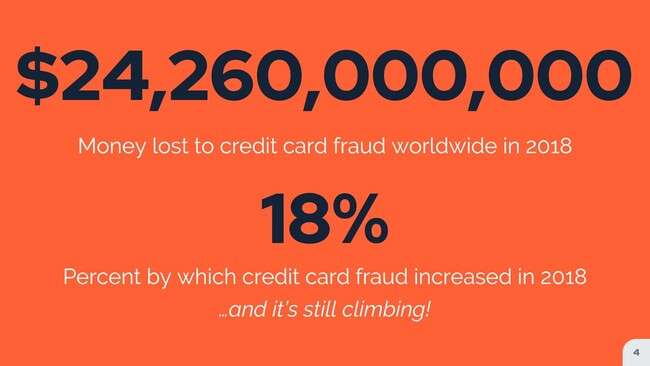 $24,260,000,000
Money lost to credit card fraud worldwide in 2018
18%
Percent by which credit card fraud increased in 2018
…and it's still climbing!
4